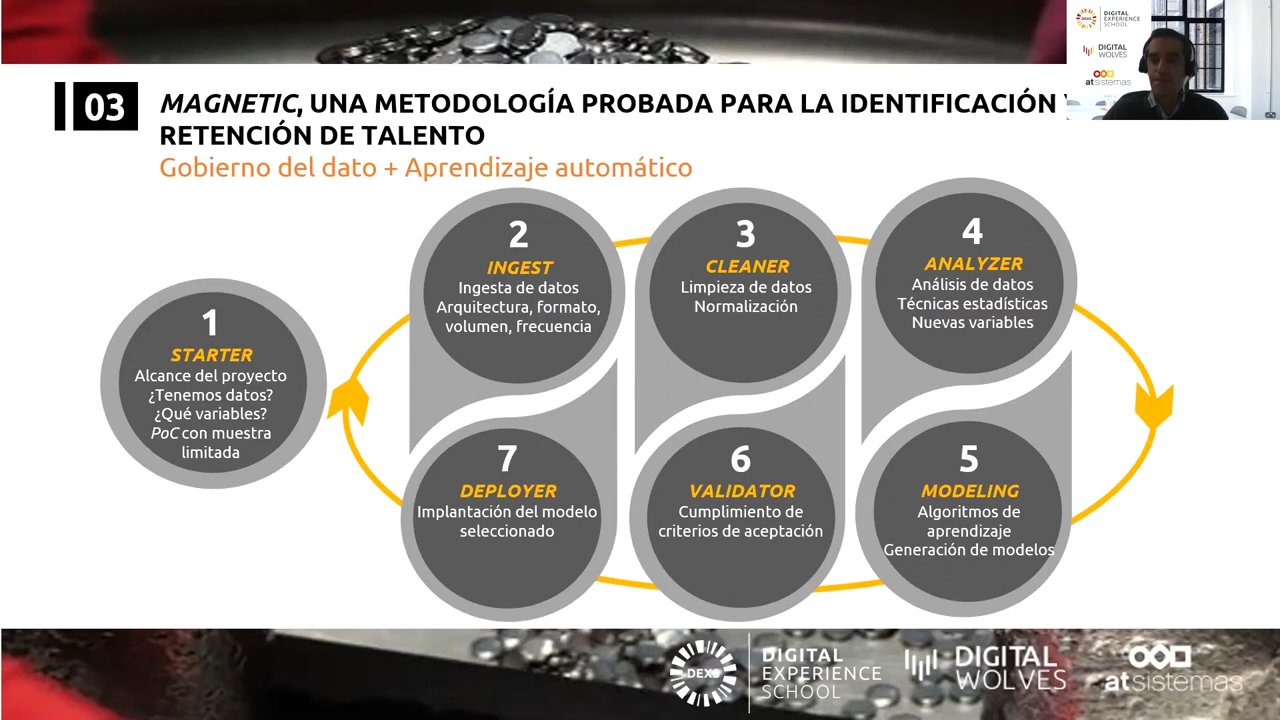 DEXS
DIGITAL
EXPERIENCE
SCHOOL
DIGITAL
WOLVES
atsistemas
03
MAGNETIC, UNA METODOLOGÍA PROBADA PARA LA IDENTIFICACIÓN
RETENCIÓN DE TALENTO
Gobierno del dato + Aprendizaje automático
1
STARTER
Alcance del proyecto
¿Tenemos datos?
¿Qué variables?
PoC con muestra
limitada
2
INGEST
Ingesta de datos
Arquitectura, formato,
volumen, frecuencia
3
CLEANER
Limpieza de datos
Normalización
4
ANALYZER
Análisis de datos
Técnicas estadísticas
Nuevas variables
5
MODELING
Algoritmos de
aprendizaje
Generación de modelos
6
VALIDATOR
Cumplimiento de
criterios de aceptación
7
DEPLOYER
Implantación del modelo
seleccionado
DEXS
DIGITAL
EXPERIENCE
SCHOOL
DIGITAL
WOLVES
atsistemas